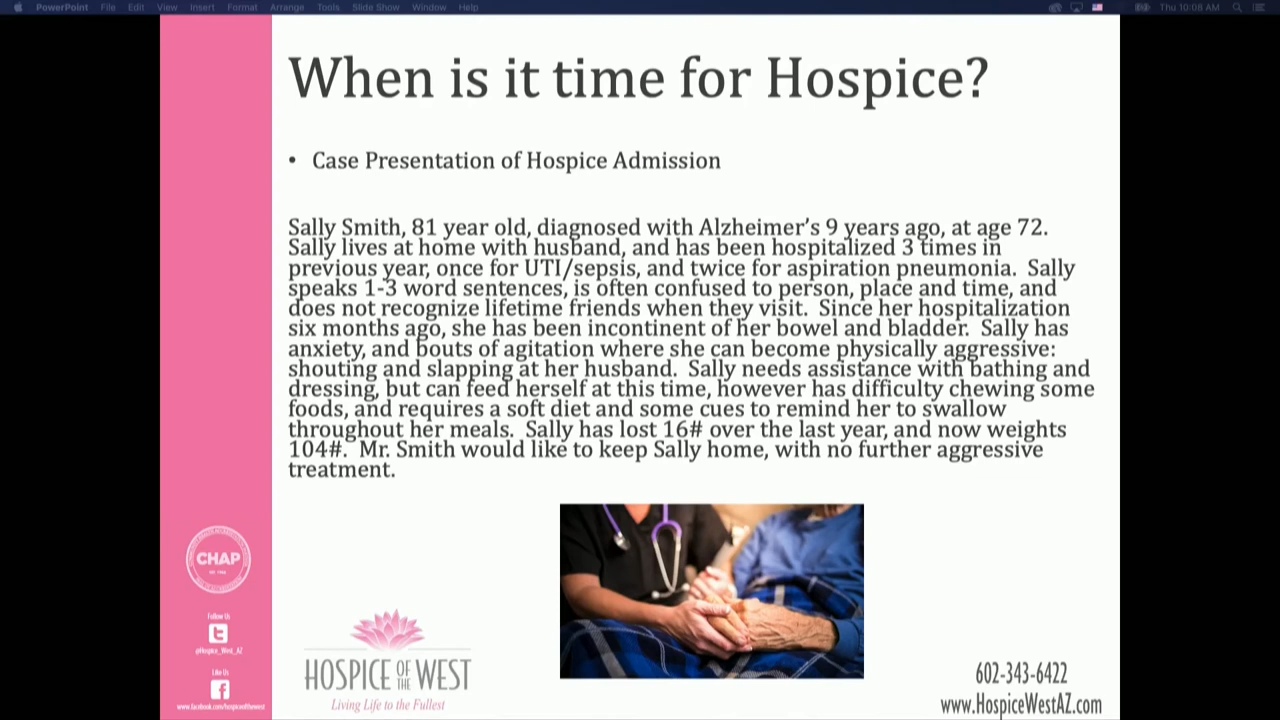 PowerPoint File Edit View Insert Format Arrange Tools Slide Show Window Help Thu 10:08 AM
When is it time for Hospice?
• Case Presentation of Hospice Admission
Sally Smith, 81 year old, diagnosed with Alzheimer’s 9 years ago, at age 72.
Sally lives at home with husband, and has been hospitalized 3 times in
previous year, once for UTI/sepsis, and twice for aspiration pneumonia. Sally
speaks 1-3 word sentences, is often confused to person, place and time, and
does not recognize lifetime friends when they visit. Since her hospitalization
six months ago, she has been incontinent of her bowel and bladder. Sally has
anxiety, and bouts of agitation where she can become physically aggressive:
shouting and slapping at her husband. Sally needs assistance with bathing and
dressing, but can feed herself at this time, however has difficulty chewing some
foods, and requires a soft diet and some cues to remind her to swallow
throughout her meals. Sally has lost 16# over the last year, and now weights
104#. Mr. Smith would like to keep Sally home, with no further aggressive
treatment.
CHAP
Follow Us
@Hospice_West_AZ
Like Us
www.facebook.com/hospiceofthewest
HOSPICE OF THE WEST
Living Life to the Fullest
602-343-6422
www.HospiceWestAZ.com